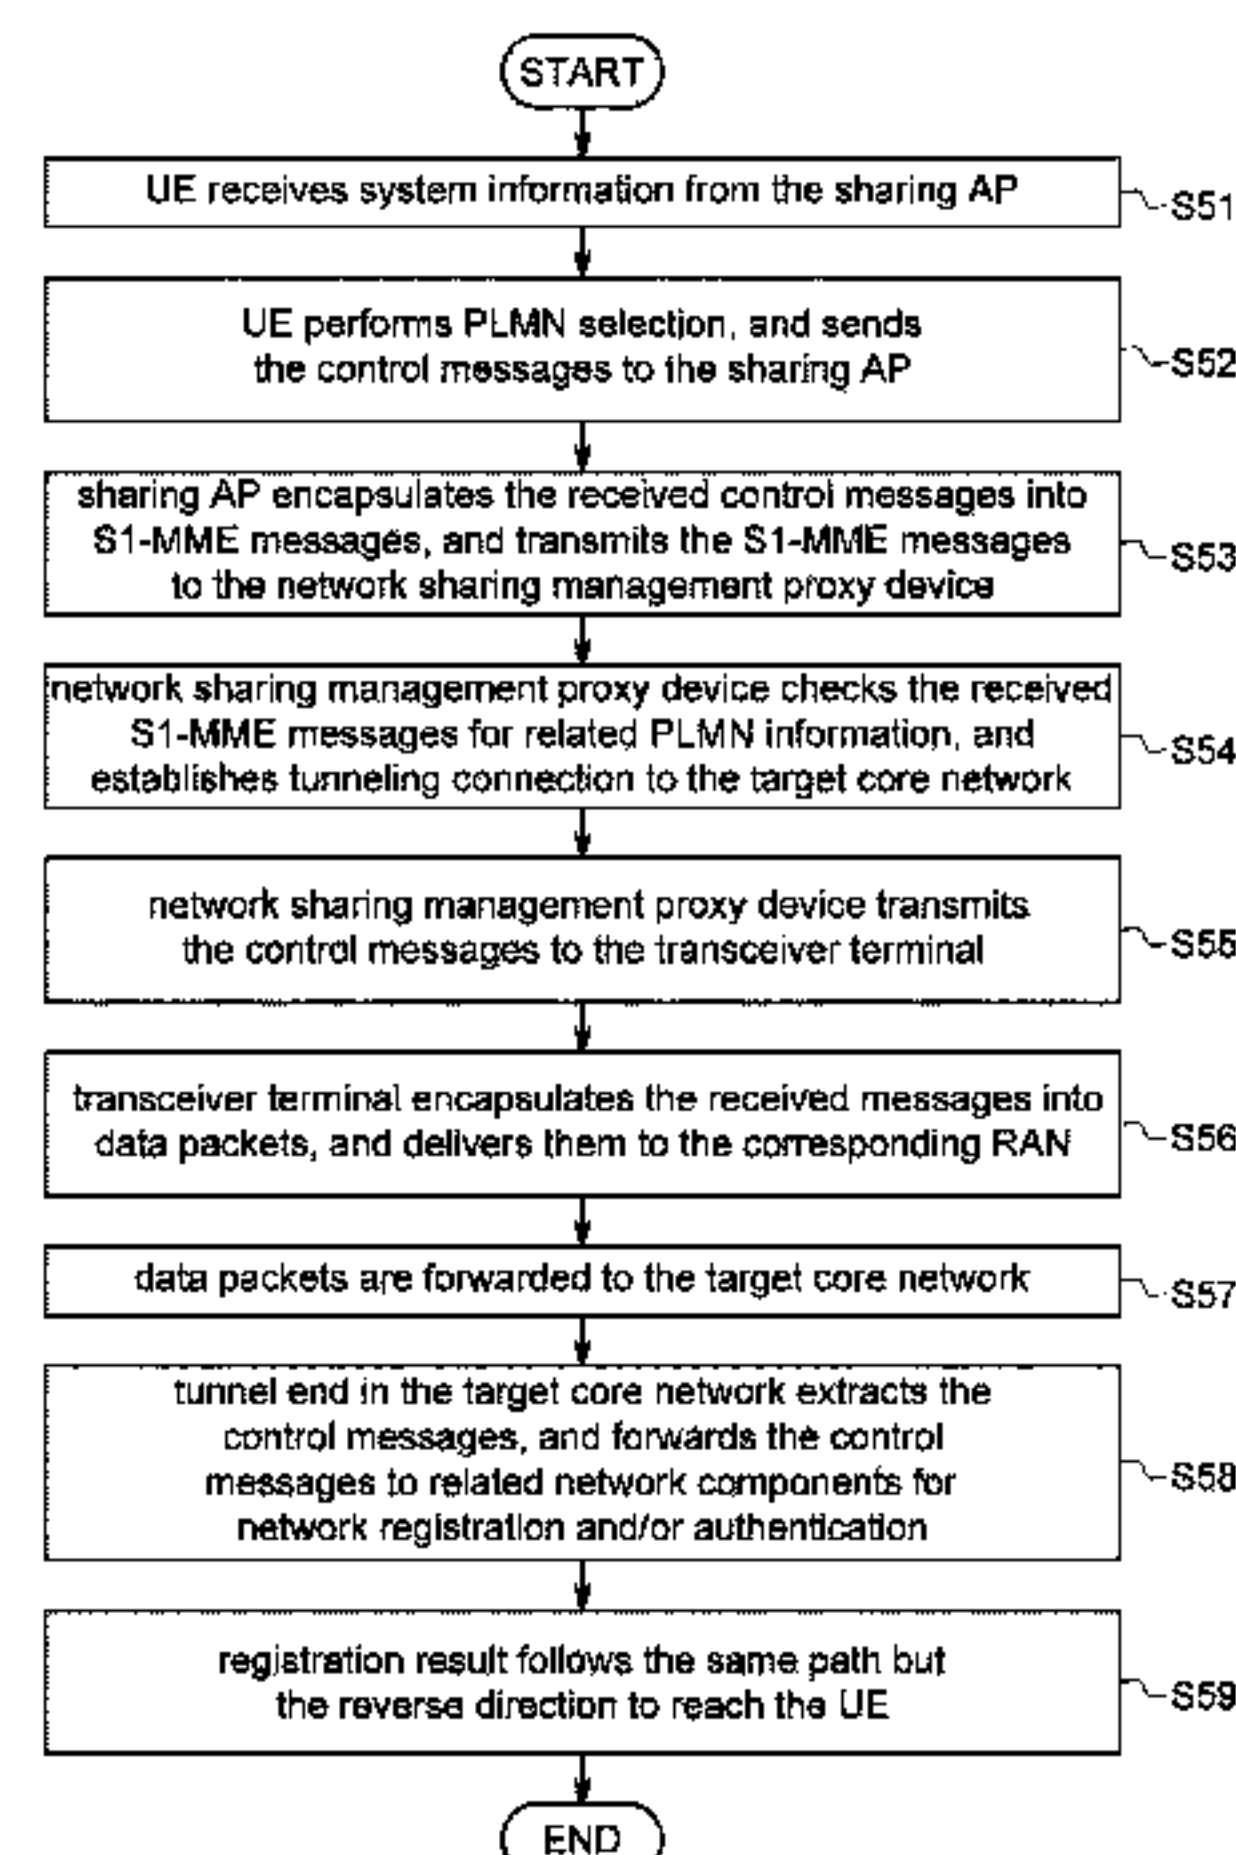 START
UE receives system information from the sharing AP
S51
UE performs PLMN selection, and sends
the control messages to the sharing AP
S52
sharing AP encapsulates the received control messages into
S1-MME messages, and transmits the S1-MME messages
to the network sharing management proxy device
S53
network sharing management proxy device checks the received
S1-MME messages for related PLMN information, and
establishes tunneling connection to the target core network
S54
network sharing management proxy device transmits
the control messages to the transceiver terminal
S55
transceiver terminal encapsulates the received messages into
data packets, and delivers them to the corresponding RAN
S56
data packets are forwarded to the target core network
S57
tunnel end in the target core network extracts the
control messages, and forwards the control
messages to related network components for
network registration and/or authentication
S58
registration result follows the same path but
the reverse direction to reach the UE
S59
END